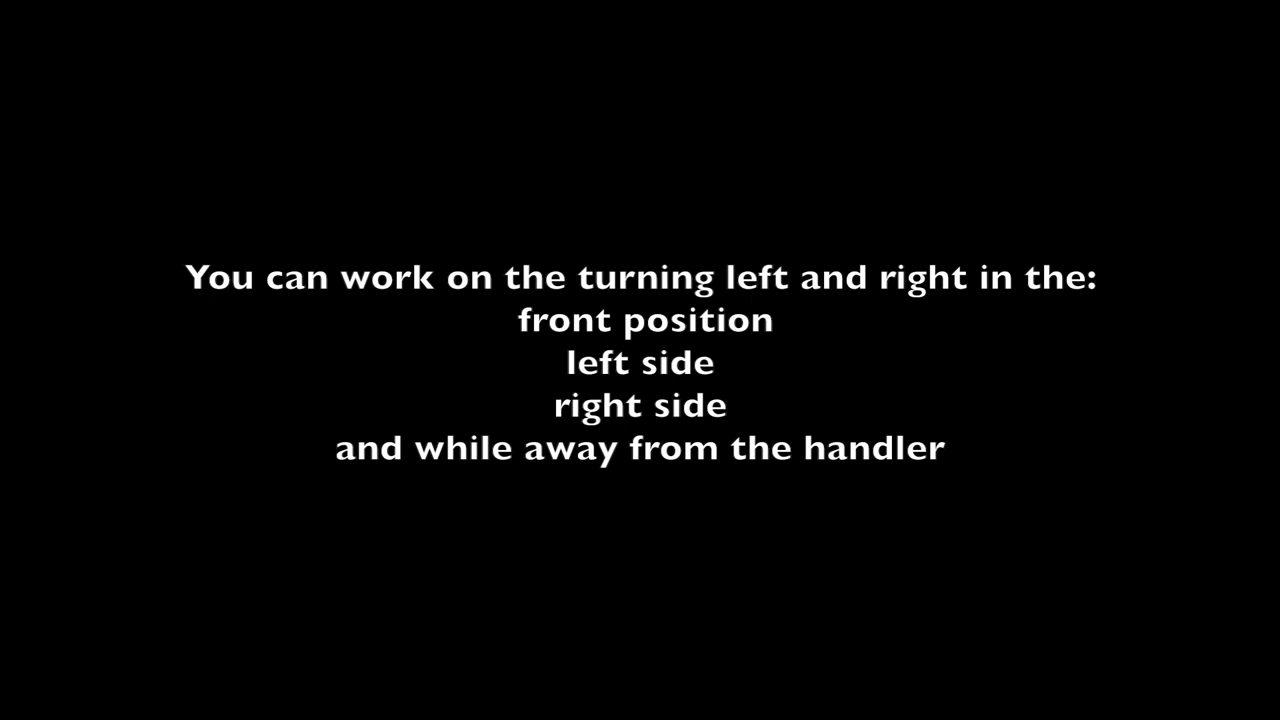 You can work on the turning left and right in the:
front position
left side
right side
and while away from the handler